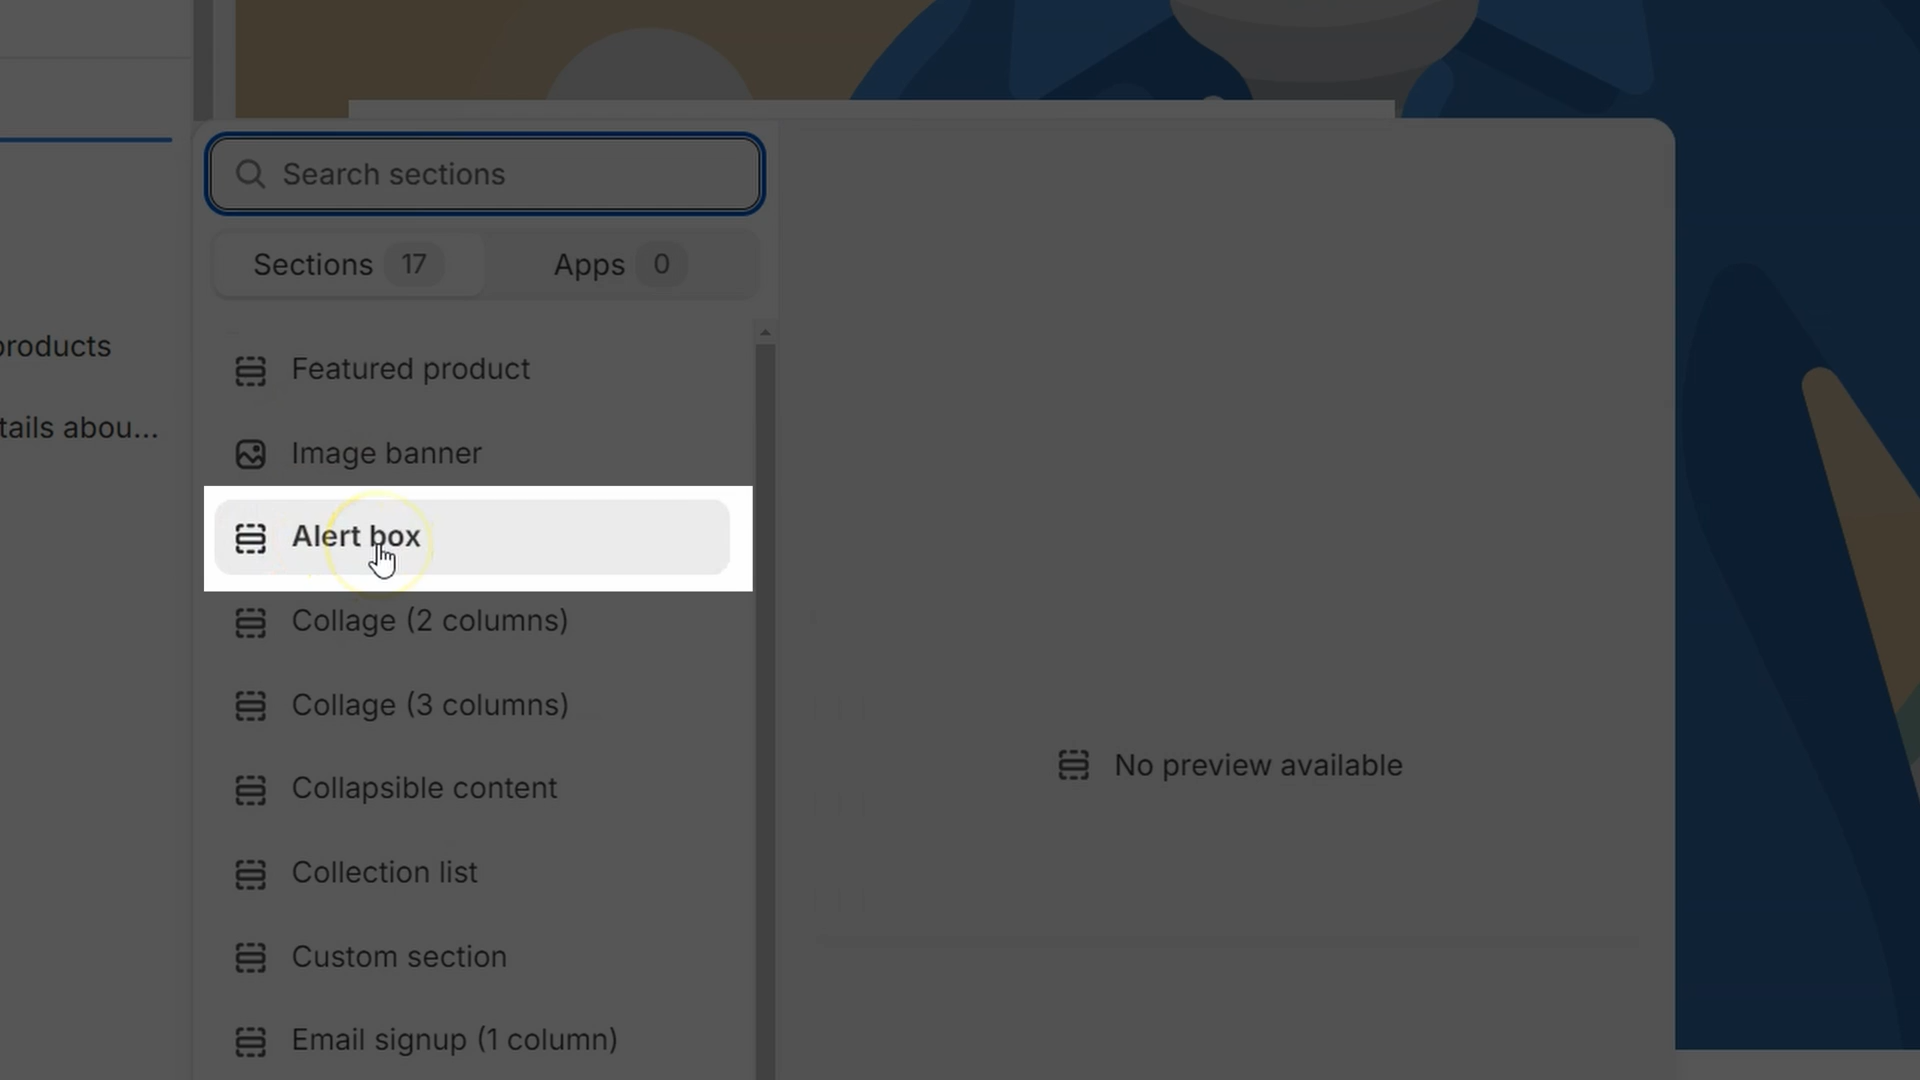 Search sections
Sections 17
Apps 0
products
tails abou...
Featured product
Image banner
Alert box
Collage (2 columns)
Collage (3 columns)
Collapsible content
Collection list
Custom section
Email signup (1 column)
No preview available